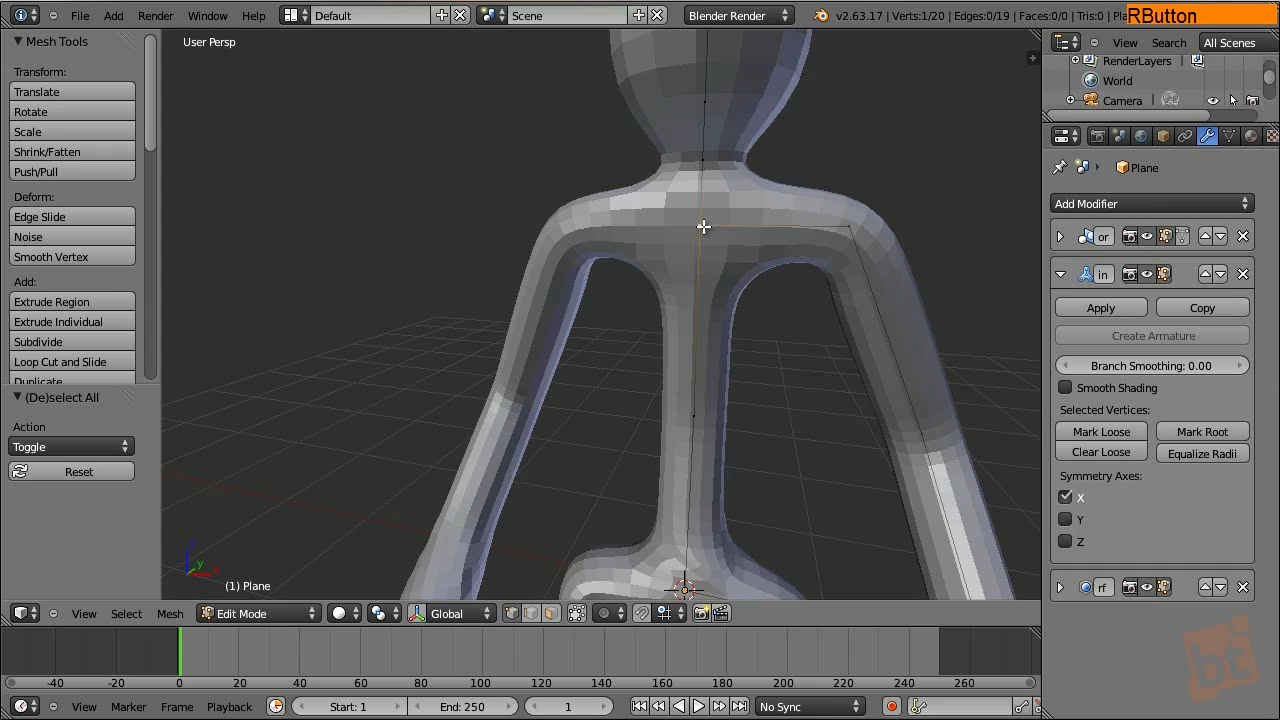 File Add Render Window Help Default Scene Blender Render v2.63.17 | Verts:1/20 | Edges:0/19 | Faces:0/0 | Tris:0 | Pla RButton
Mesh Tools
User Persp
View Search All Scenes
RenderLayers
World
Camera
Transform:
Translate
Rotate
Scale
Shrink/Fatten
Push/Pull
Deform:
Edge Slide
Noise
Smooth Vertex
Add:
Extrude Region
Extrude Individual
Subdivide
Loop Cut and Slide
Duplicate
(De)select All
Action
Toggle
Reset
Plane
Add Modifier
or
in
Apply Copy
Create Armature
Branch Smoothing: 0.00
Smooth Shading
Selected Vertices:
Mark Loose Mark Root
Clear Loose Equalize Radii
Symmetry Axes:
X
Y
Z
rf
x
y
(1) Plane
View Select Mesh Edit Mode Global
-40 -20 0 20 40 60 80 100 120 140 160 180 200 220 240 260
View Marker Frame Playback Start: 1 End: 250 1 No Sync
bc